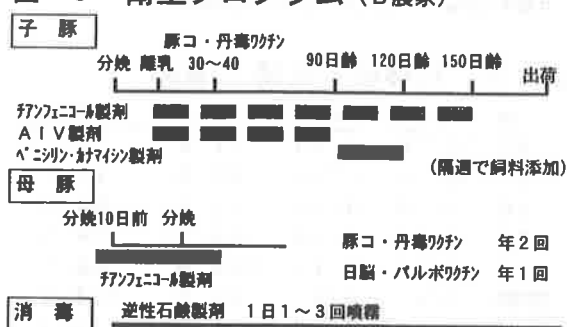 衛生プログラム(B農家)
子豚
豚コ・丹毒ワクチン
分娩 離乳 30〜40 90日齢 120日齢 150日齢
出荷
チアンフェニコール製剤
AIV製剤
ペニシリン・カナマイシン製剤
(隔週で飼料添加)
母豚
分娩10日前 分娩
豚コ・丹毒ワクチン 年2回
チアンフェニコール製剤
日脳・パルボワクチン 年1回
消毒 逆性石鹸製剤 1日1〜3回噴霧